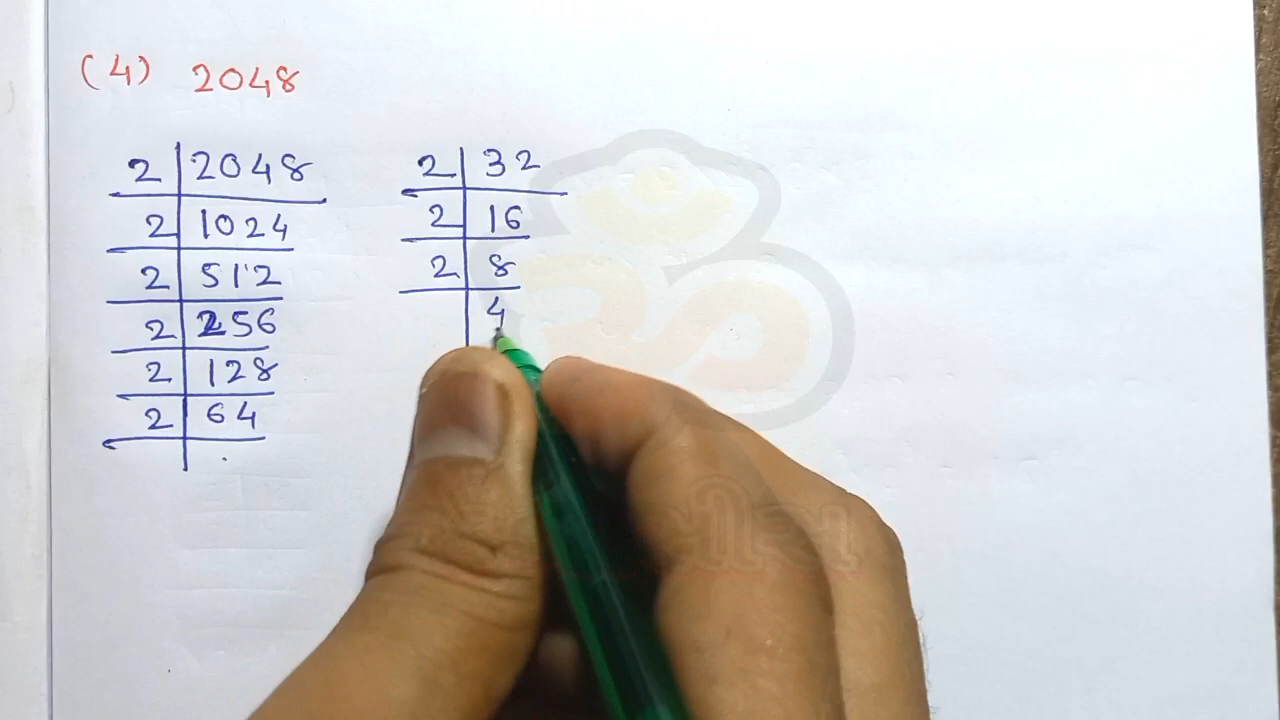 (4) 2048
2 | 2048
2 | 1024
2 | 512
2 | 256
2 | 128
2 | 64
2 | 32
2 | 16
2 | 8
4